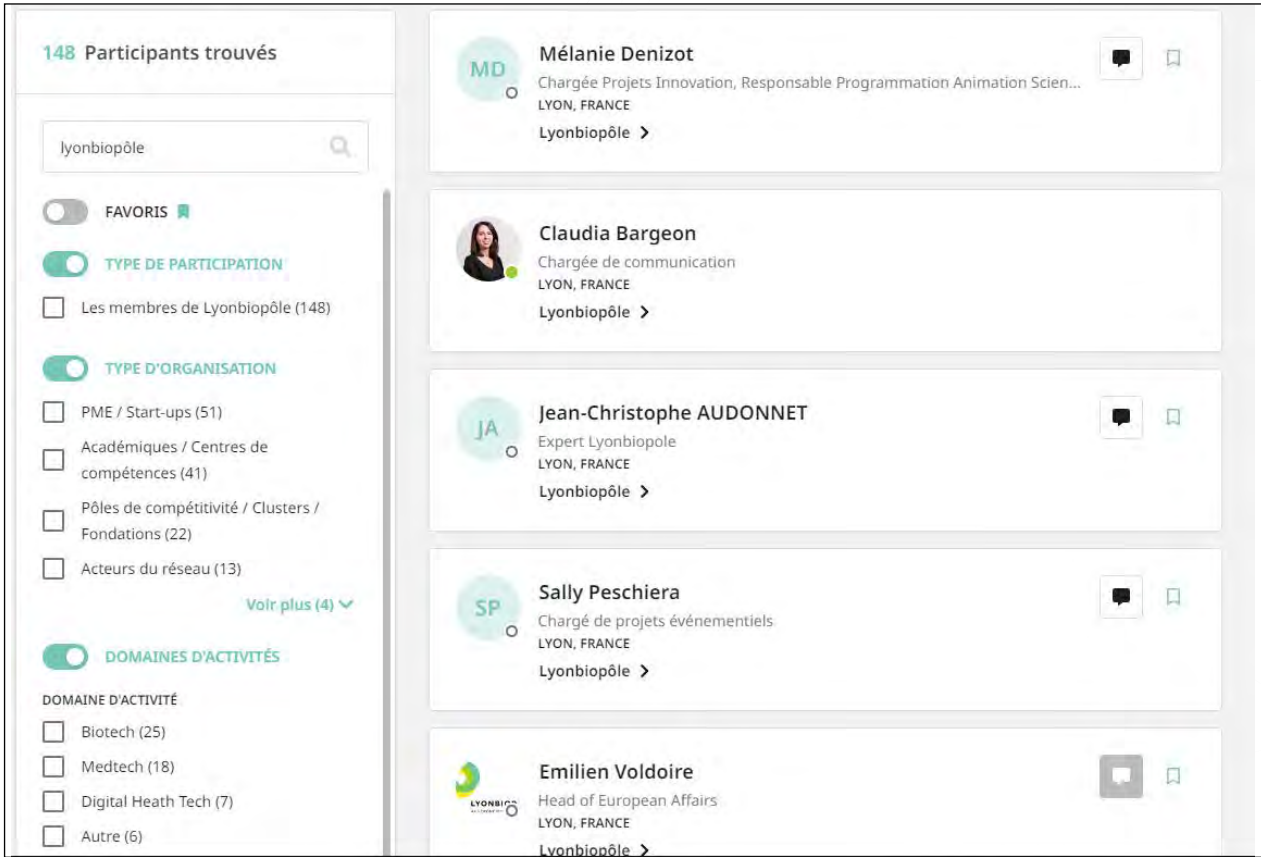 148 Participants trouvés
lyonbiopôle
FAVORIS
TYPE DE PARTICIPATION
Les membres de Lyonbiopôle (148)
TYPE D'ORGANISATION
PME / Start-ups (51)
Académiques / Centres de
compétences (41)
Pôles de compétitivité / Clusters /
Fondations (22)
Acteurs du réseau (13)
Voir plus (4)
DOMAINES D'ACTIVITÉS
DOMAINE D'ACTIVITÉ
Biotech (25)
Medtech (18)
Digital Heath Tech (7)
Autre (6)
MD
Mélanie Denizot
Chargée Projets Innovation, Responsable Programmation Animation Scien...
LYON, FRANCE
Lyonbiopôle
Claudia Bargeon
Chargée de communication
LYON, FRANCE
Lyonbiopôle
JA
Jean-Christophe AUDONNET
Expert Lyonbiopole
LYON, FRANCE
Lyonbiopôle
SP
Sally Peschiera
Chargé de projets événementiels
LYON, FRANCE
Lyonbiopôle
Emilien Voldoire
Head of European Affairs
LYON, FRANCE
Lyonbiopôle